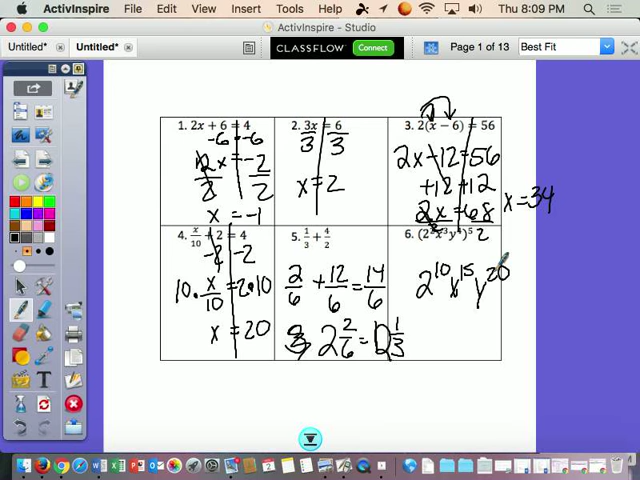 ActivInspire File Edit View Insert Tools Help Thu 8:09 PM
ActivInspire - Studio
Untitled* Untitled* CLASSFLOW Connect Page 1 of 13 Best Fit
1. 2x + 6 = 4
-6 -6
2x = -2
2 2
x = -1
2. 3x = 6
3 3
x = 2
3. 2(x − 6) = 56
2x - 12 = 56
+12 +12
2x = 68
2 2
x = 34
4. x/10 + 2 = 4
-2 -2
10 · x/10 = 2 · 10
x = 20
5. 1/3 + 4/2
2/6 + 12/6 = 14/6
2 2/6 = 2 1/3
6. (2²x³y⁴)⁵
2¹⁰x¹⁵y²⁰